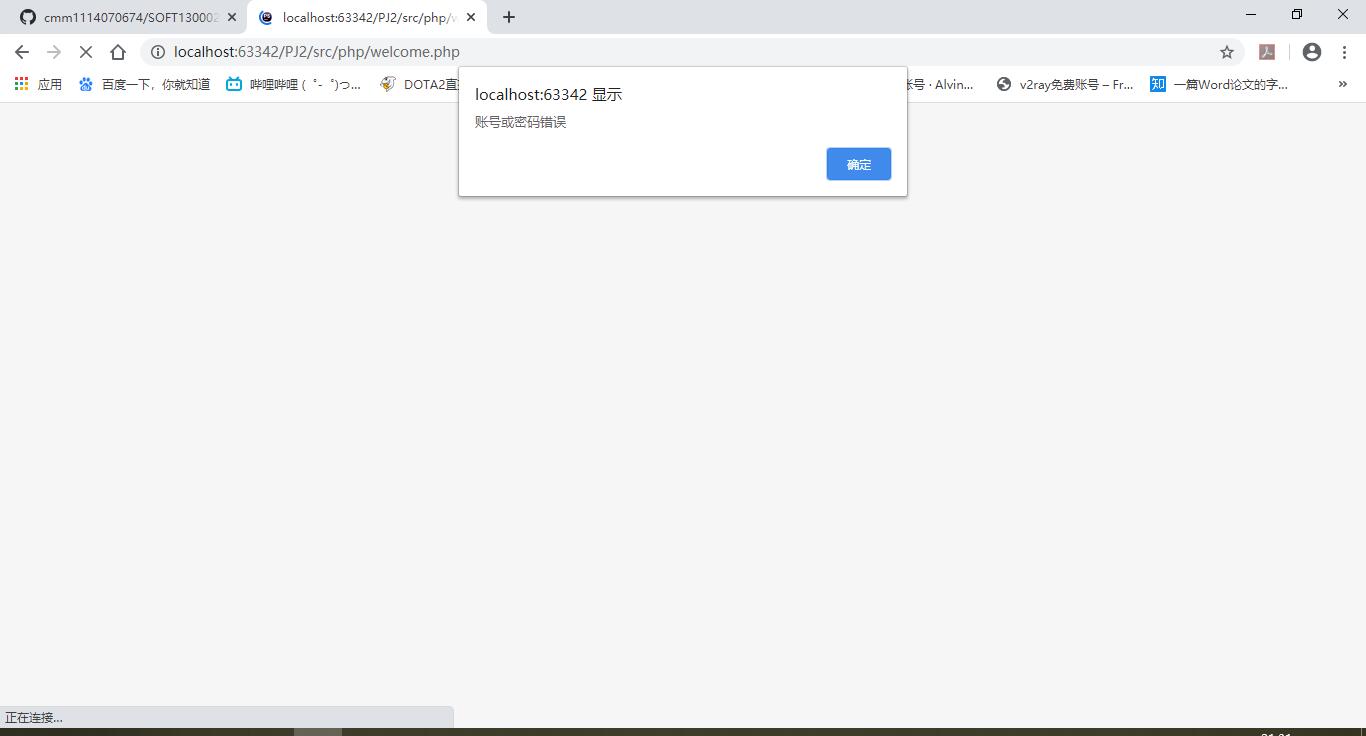 cmm1114070674/SOFT130002
localhost:63342/PJ2/src/php/w
localhost:63342/PJ2/src/php/welcome.php
应用
百度一下，你就知道
哔哩哔哩 ( ゜- ゜)つ...
DOTA2直
账号 · Alvin...
v2ray免费账号 – Fr...
知
一篇Word论文的字...
»
localhost:63342 显示
账号或密码错误
确定
正在连接...